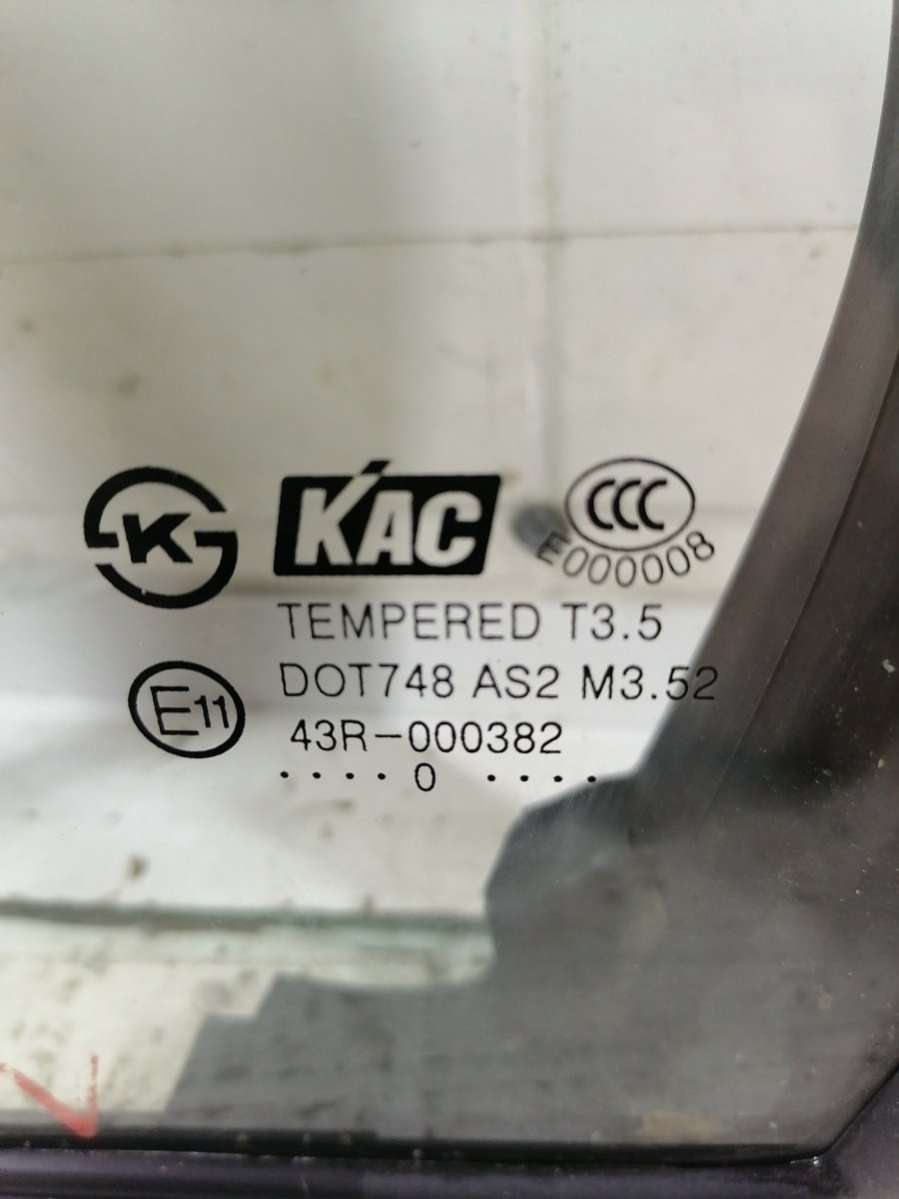 K
KAC
CCC
E000008
TEMPERED T3.5
DOT748 AS2 M3.52
E11
43R-000382
····0 ····